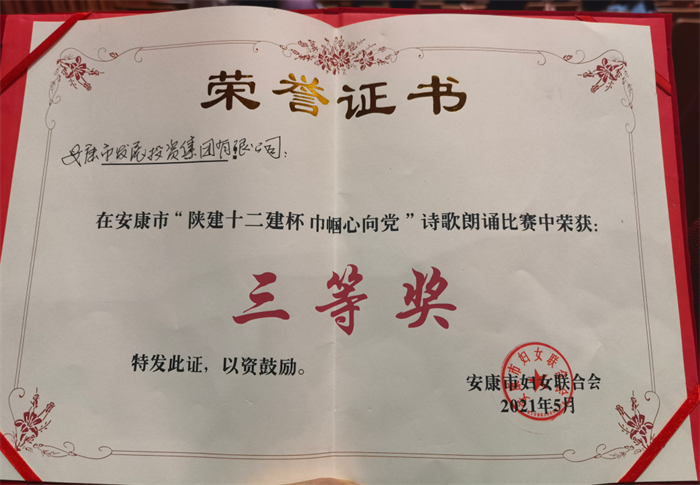 荣誉证书
安康市发展投资集团有限公司:
在安康市“陕建十二建杯 巾帼心向党”诗歌朗诵比赛中荣获:
三等奖
特发此证，以资鼓励。
安康市妇女联合会
2021年5月